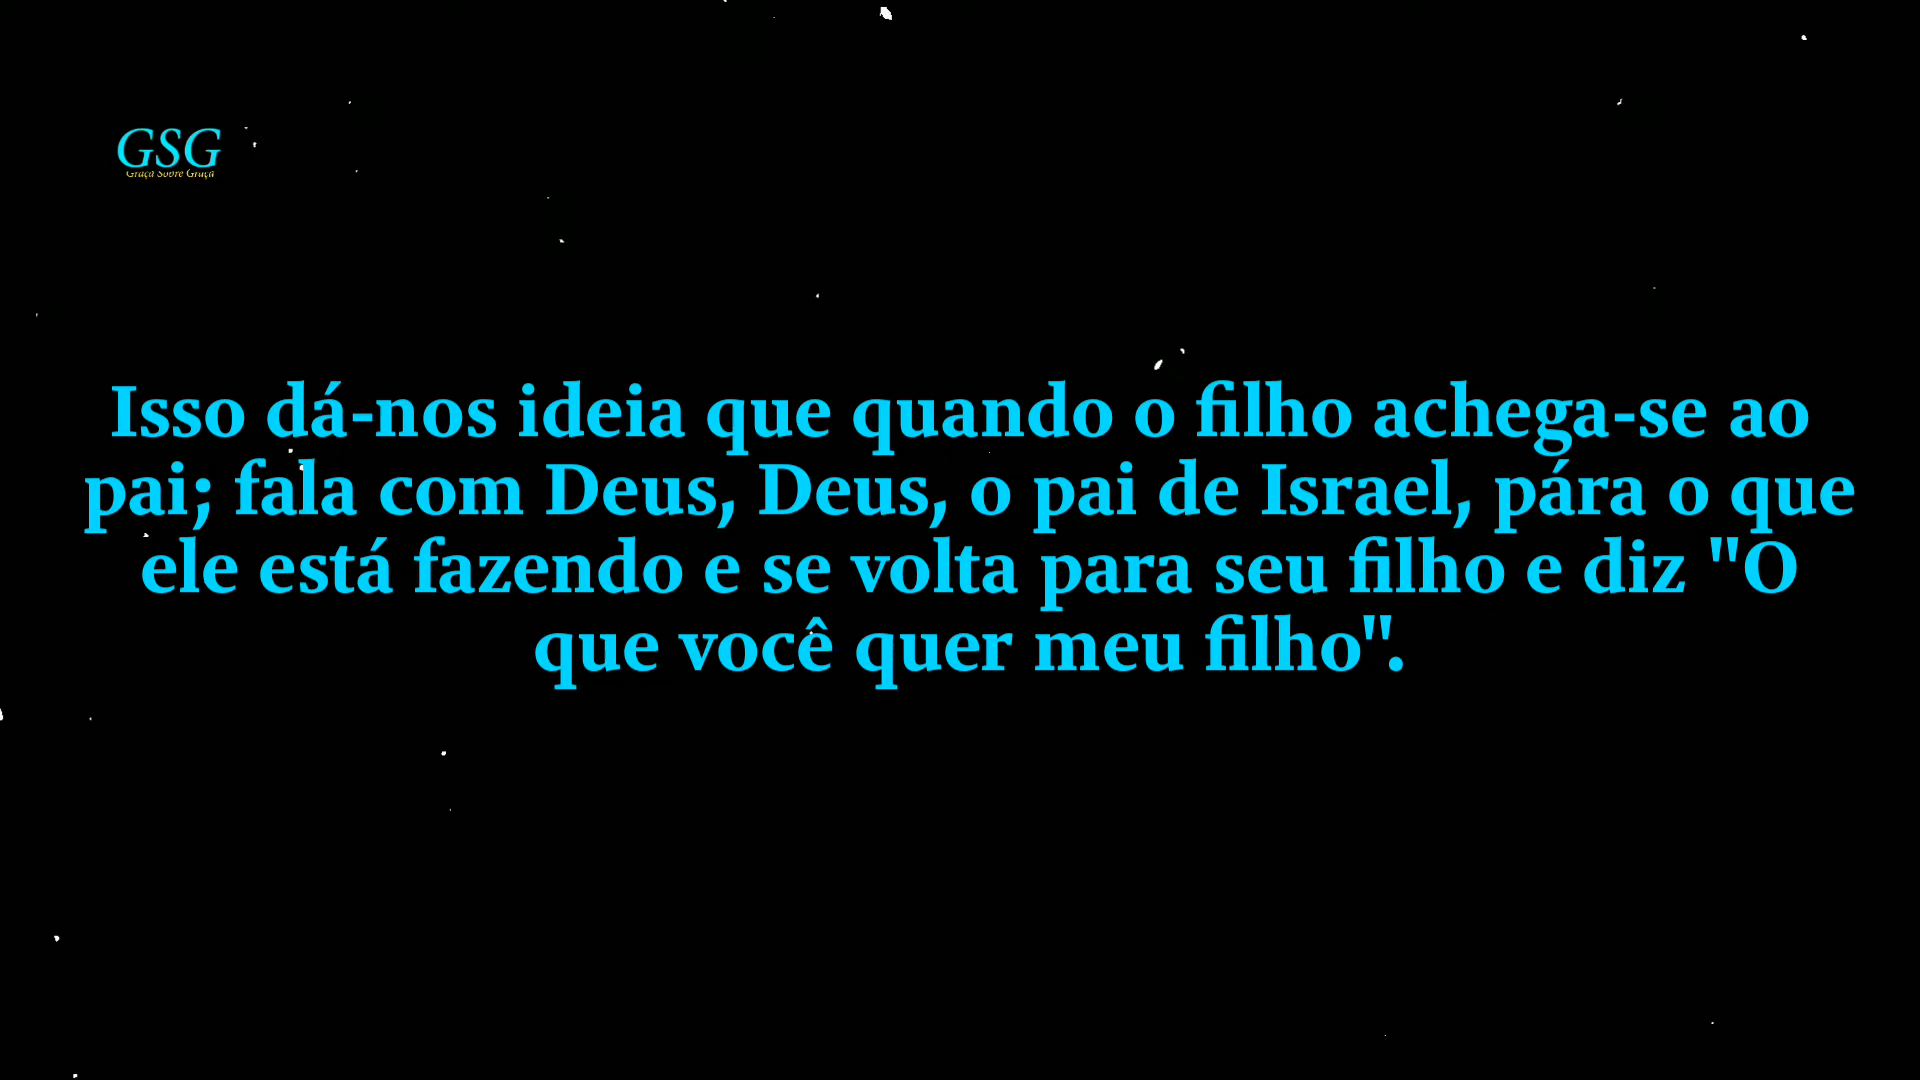 GSG
Graça Sobre Graça
Isso dá-nos ideia que quando o filho achega-se ao
pai; fala com Deus, Deus, o pai de Israel, pára o que
ele está fazendo e se volta para seu filho e diz "O
que você quer meu filho".